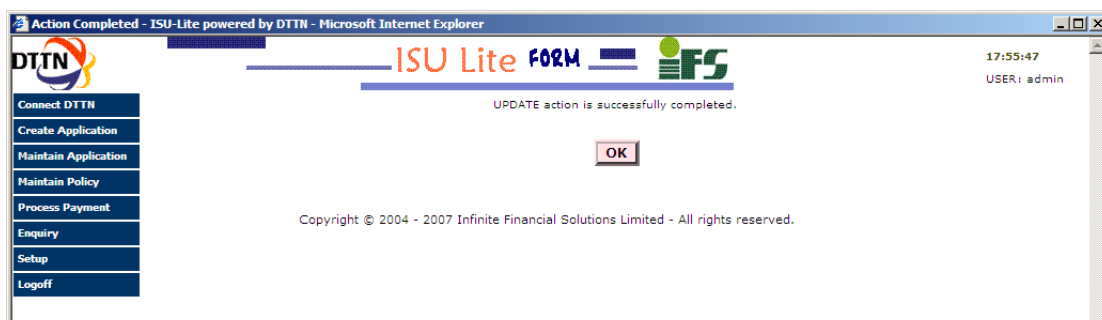 Action Completed - ISU-Lite powered by DTTN - Microsoft Internet Explorer
DTTN
ISU Lite FORM
iFS
17:55:47
USER: admin
UPDATE action is successfully completed.
OK
Copyright © 2004 - 2007 Infinite Financial Solutions Limited - All rights reserved.
Connect DTTN
Create Application
Maintain Application
Maintain Policy
Process Payment
Enquiry
Setup
Logoff